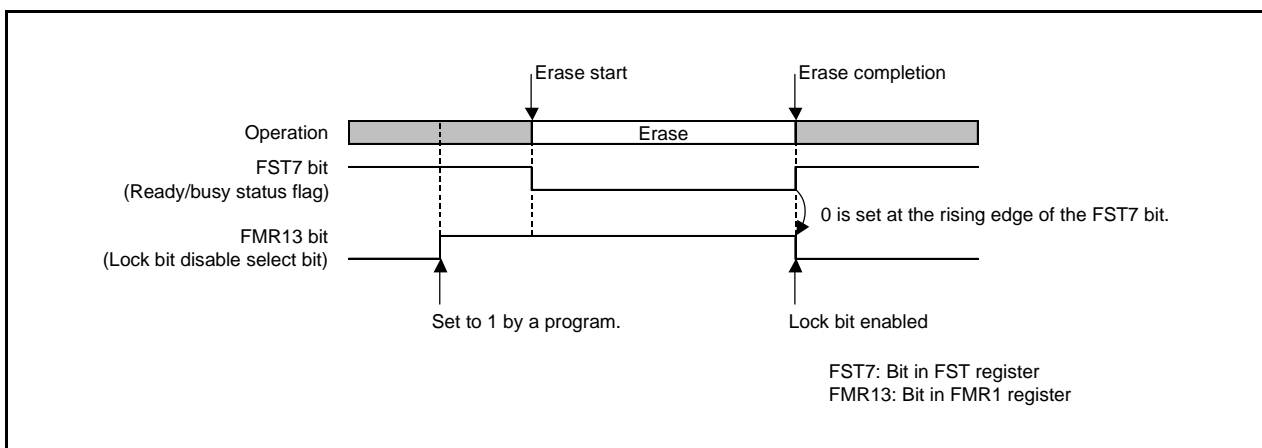 Erase start
Erase completion
Operation
Erase
FST7 bit
(Ready/busy status flag)
0 is set at the rising edge of the FST7 bit.
FMR13 bit
(Lock bit disable select bit)
Set to 1 by a program.
Lock bit enabled
FST7: Bit in FST register
FMR13: Bit in FMR1 register